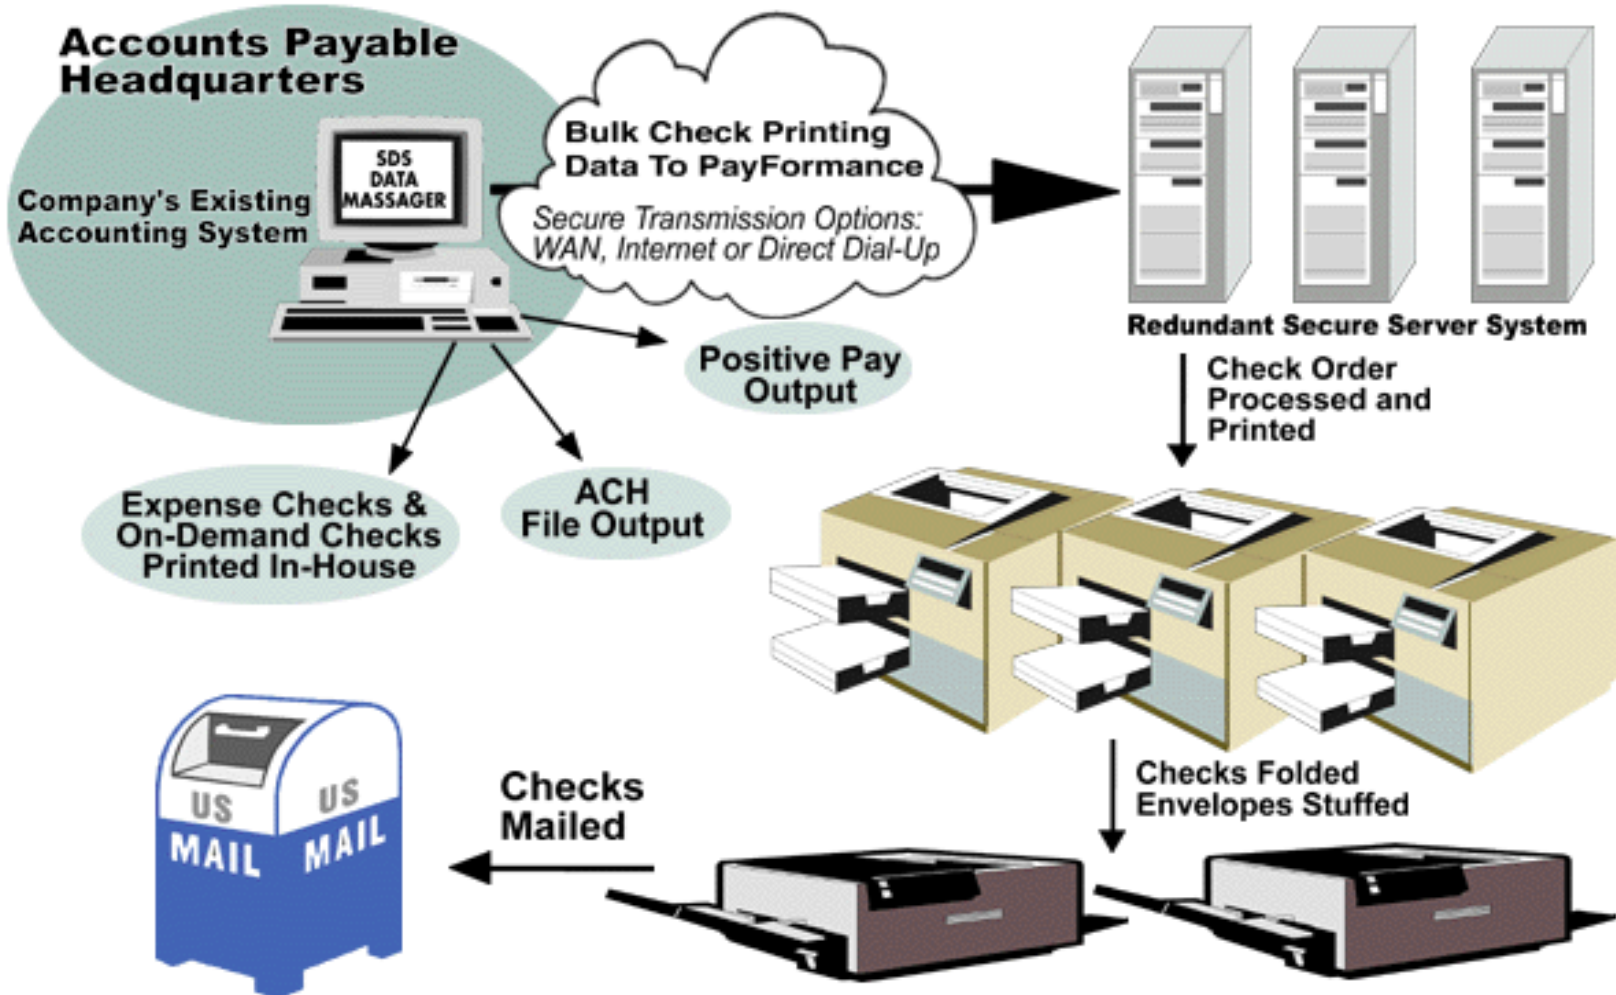 Accounts Payable
Headquarters
Company's Existing
Accounting System
SDS
DATA
MASSAGER
Bulk Check Printing
Data To PayFormance
Secure Transmission Options:
WAN, Internet or Direct Dial-Up
Redundant Secure Server System
Positive Pay
Output
Check Order
Processed and
Printed
Expense Checks &
On-Demand Checks
Printed In-House
ACH
File Output
Checks Folded
Envelopes Stuffed
Checks
Mailed
US
MAIL
US
MAIL